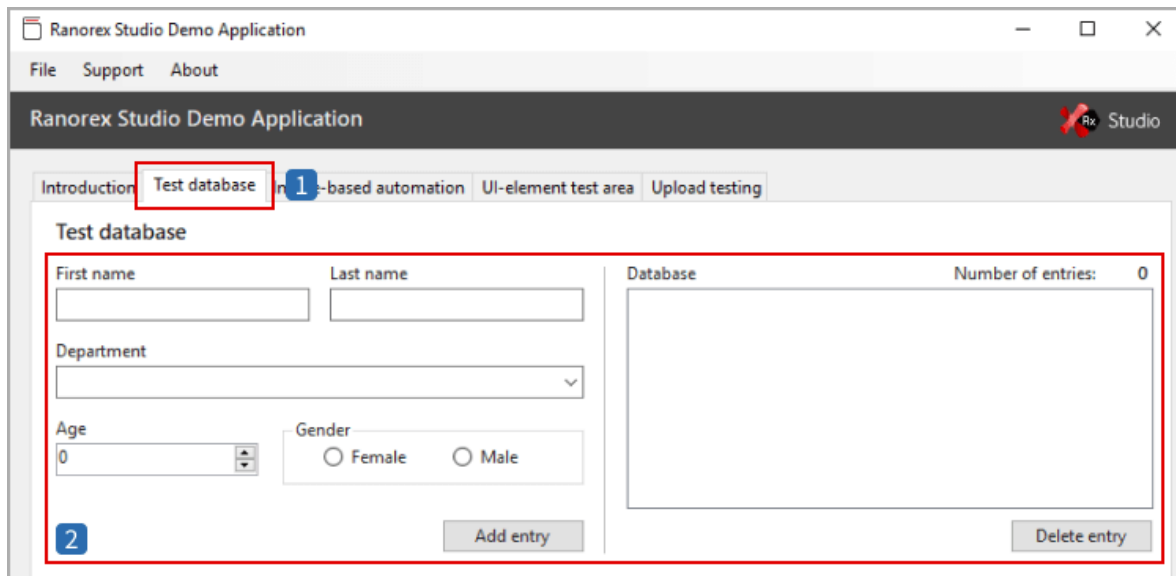 Ranorex Studio Demo Application
File Support About
Ranorex Studio Demo Application
Rx Studio
Introduction Test database 1 -based automation UI-element test area Upload testing
Test database
First name Last name Database Number of entries: 0
Department
Age Gender
0 Female Male
2 Add entry Delete entry